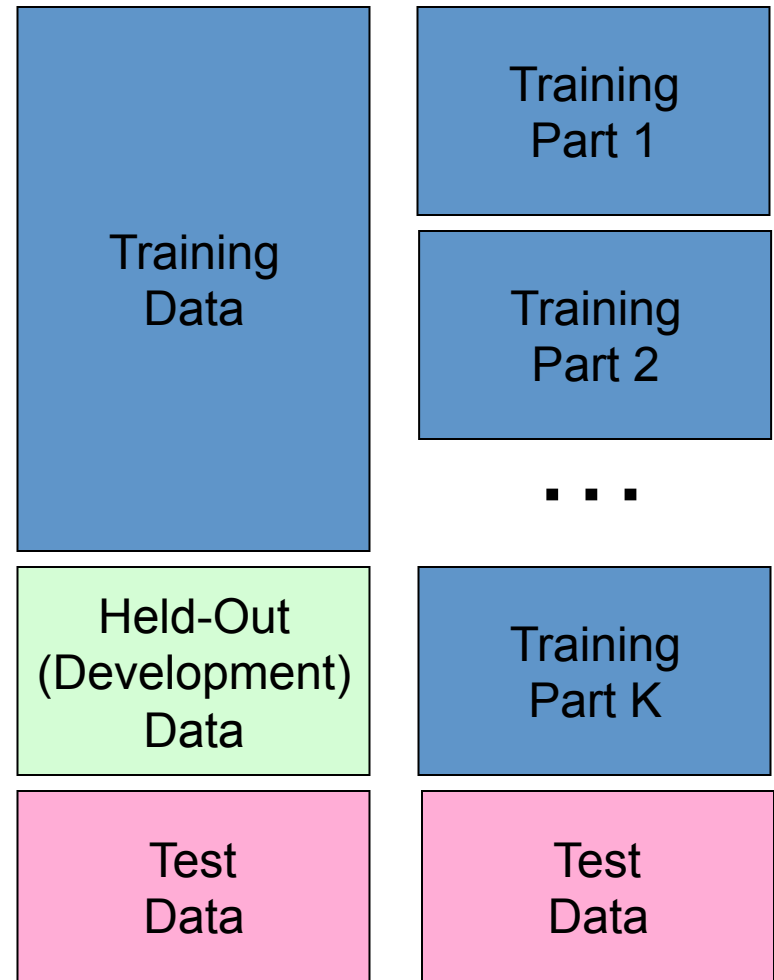 Training
Data
Held-Out
(Development)
Data
Test
Data
Training
Part 1
Training
Part 2
. . .
Training
Part K
Test
Data